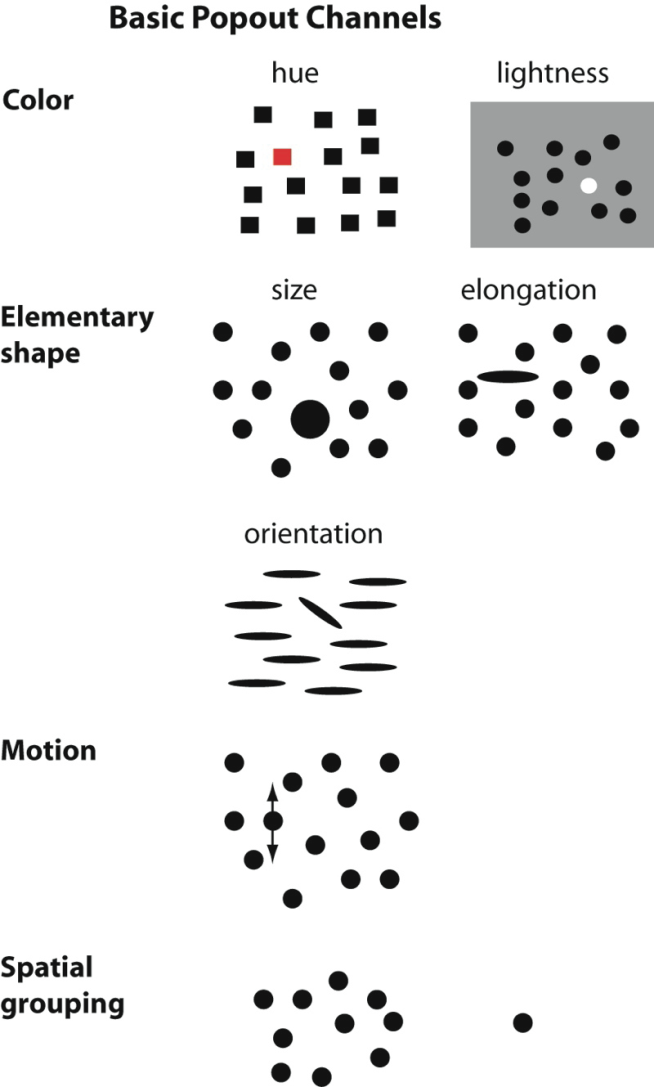 Basic Popout Channels
Color
hue
lightness
Elementary
shape
size
elongation
orientation
Motion
Spatial
grouping